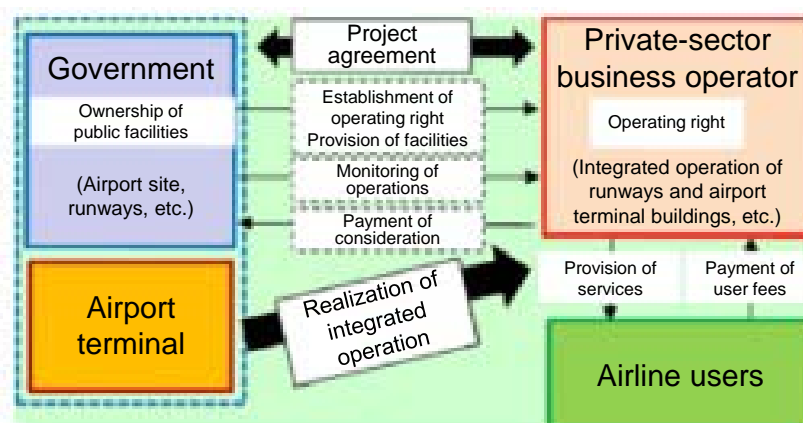 Project
agreement
Government
Ownership of
public facilities
(Airport site,
runways, etc.)
Establishment of
operating right
Provision of facilities
Monitoring of
operations
Payment of
consideration
Private-sector
business operator
Operating right
(Integrated operation of
runways and airport
terminal buildings, etc.)
Airport
terminal
Realization of
integrated
operation
Provision of
services
Payment of
user fees
Airline users